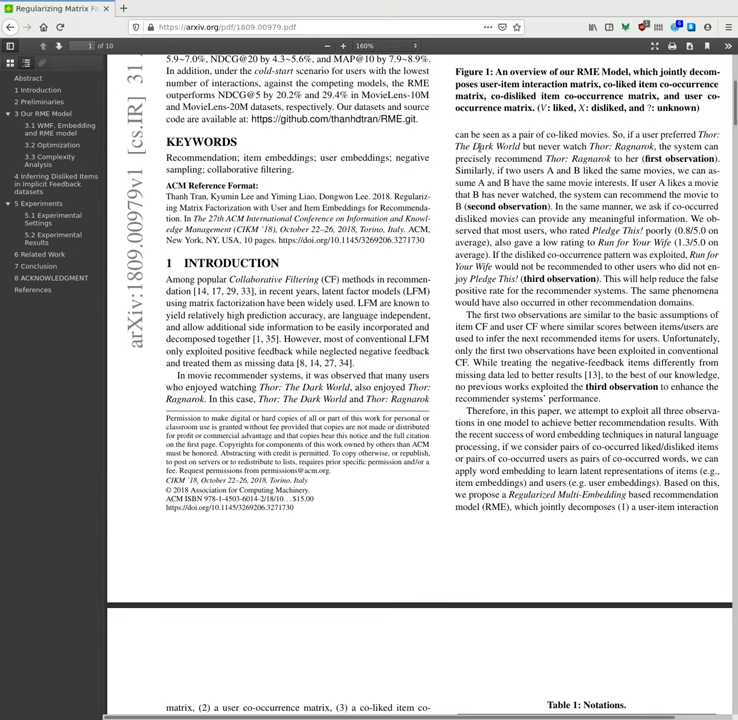 Regularizing Matrix Fa
https://arxiv.org/pdf/1809.00979.pdf
1 of 10
160%
Abstract
1 Introduction
2 Preliminaries
3 Our RME Model
3.1 WMF, Embedding
and RME model
3.2 Optimization
3.3 Complexity
Analysis
4 Inferring Disliked Items
in Implicit Feedback
datasets
5 Experiments
5.1 Experimental
Settings
5.2 Experimental
Results
6 Related Work
7 Conclusion
8 ACKNOWLEDGMENT
References
arXiv:1809.00979v1 [cs.IR] 31
5.9~7.0%, NDCG@20 by 4.3~5.6%, and MAP@10 by 7.9~8.9%.
In addition, under the cold-start scenario for users with the lowest
number of interactions, against the competing models, the RME
outperforms NDCG@5 by 20.2% and 29.4% in MovieLens-10M
and MovieLens-20M datasets, respectively. Our datasets and source
code are available at: https://github.com/thanhdtran/RME.git.
KEYWORDS
Recommendation; item embeddings; user embeddings; negative
sampling; collaborative filtering.
ACM Reference Format:
Thanh Tran, Kyumin Lee and Yiming Liao, Dongwon Lee. 2018. Regulariz-
ing Matrix Factorization with User and Item Embeddings for Recommenda-
tion. In The 27th ACM International Conference on Information and Knowl-
edge Management (CIKM '18), October 22–26, 2018, Torino, Italy. ACM,
New York, NY, USA, 10 pages. https://doi.org/10.1145/3269206.3271730
1 INTRODUCTION
Among popular Collaborative Filtering (CF) methods in recommen-
dation [14, 17, 29, 33], in recent years, latent factor models (LFM)
using matrix factorization have been widely used. LFM are known to
yield relatively high prediction accuracy, are language independent,
and allow additional side information to be easily incorporated and
decomposed together [1, 35]. However, most of conventional LFM
only exploited positive feedback while neglected negative feedback
and treated them as missing data [8, 14, 27, 34].
In movie recommender systems, it was observed that many users
who enjoyed watching Thor: The Dark World, also enjoyed Thor:
Ragnarok. In this case, Thor: The Dark World and Thor: Ragnarok
Permission to make digital or hard copies of all or part of this work for personal or
classroom use is granted without fee provided that copies are not made or distributed
for profit or commercial advantage and that copies bear this notice and the full citation
on the first page. Copyrights for components of this work owned by others than ACM
must be honored. Abstracting with credit is permitted. To copy otherwise, or republish,
to post on servers or to redistribute to lists, requires prior specific permission and/or a
fee. Request permissions from permissions@acm.org.
CIKM '18, October 22–26, 2018, Torino, Italy
© 2018 Association for Computing Machinery.
ACM ISBN 978-1-4503-6014-2/18/10...$15.00
https://doi.org/10.1145/3269206.3271730
Figure 1: An overview of our RME Model, which jointly decom-
poses user-item interaction matrix, co-liked item co-occurrence
matrix, co-disliked item co-occurrence matrix, and user co-
occurrence matrix. (V: liked, X: disliked, and ?: unknown)
can be seen as a pair of co-liked movies. So, if a user preferred Thor:
The Dark World but never watch Thor: Ragnarok, the system can
precisely recommend Thor: Ragnarok to her (first observation).
Similarly, if two users A and B liked the same movies, we can as-
sume A and B have the same movie interests. If user A likes a movie
that B has never watched, the system can recommend the movie to
B (second observation). In the same manner, we ask if co-occurred
disliked movies can provide any meaningful information. We ob-
served that most users, who rated Pledge This! poorly (0.8/5.0 on
average), also gave a low rating to Run for Your Wife (1.3/5.0 on
average). If the disliked co-occurrence pattern was exploited, Run for
Your Wife would not be recommended to other users who did not en-
joy Pledge This! (third observation). This will help reduce the false
positive rate for the recommender systems. The same phenomena
would have also occurred in other recommendation domains.
The first two observations are similar to the basic assumptions of
item CF and user CF where similar scores between items/users are
used to infer the next recommended items for users. Unfortunately,
only the first two observations have been exploited in conventional
CF. While treating the negative-feedback items differently from
missing data led to better results [13], to the best of our knowledge,
no previous works exploited the third observation to enhance the
recommender systems' performance.
Therefore, in this paper, we attempt to exploit all three observa-
tions in one model to achieve better recommendation results. With
the recent success of word embedding techniques in natural language
processing, if we consider pairs of co-occurred liked/disliked items
or pairs of co-occurred users as pairs of co-occurred words, we can
apply word embedding to learn latent representations of items (e.g.,
item embeddings) and users (e.g. user embeddings). Based on this,
we propose a Regularized Multi-Embedding based recommendation
model (RME), which jointly decomposes (1) a user-item interaction
matrix, (2) a user co-occurrence matrix, (3) a co-liked item co-
Table 1: Notations.